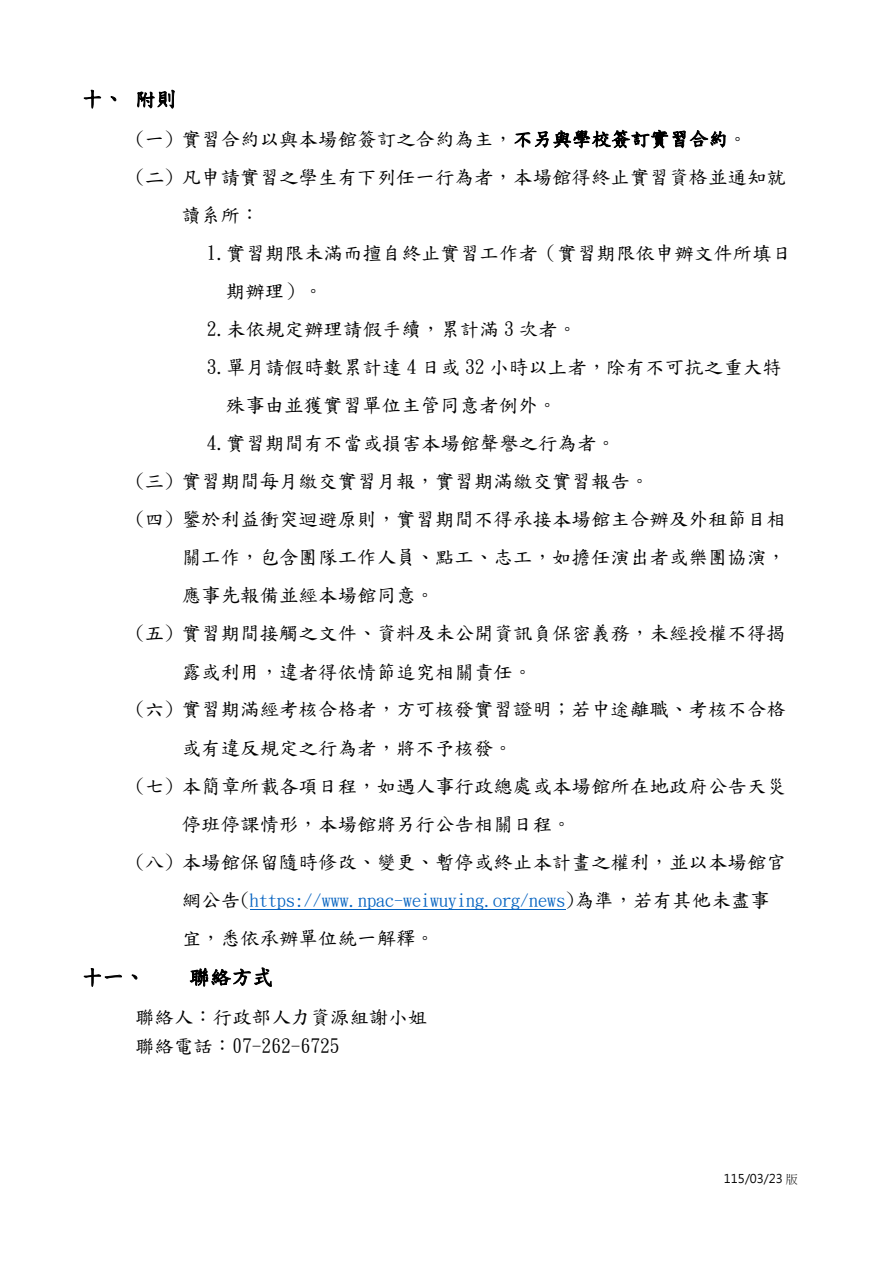 十、 附則
(一) 實習合約以與本場館簽訂之合約為主，不另與學校簽訂實習合約。
(二) 凡申請實習之學生有下列任一行為者，本場館得終止實習資格並通知就
讀系所：
1. 實習期限未滿而擅自終止實習工作者（實習期限依申辦文件所填日
期辦理）。
2. 未依規定辦理請假手續，累計滿 3 次者。
3. 單月請假時數累計達 4 日或 32 小時以上者，除有不可抗之重大特
殊事由並獲實習單位主管同意者例外。
4. 實習期間有不當或損害本場館聲譽之行為者。
(三) 實習期間每月繳交實習月報，實習期滿繳交實習報告。
(四) 鑒於利益衝突迴避原則，實習期間不得承接本場館主合辦及外租節目相
關工作，包含團隊工作人員、點工、志工，如擔任演出者或樂團協演，
應事先報備並經本場館同意。
(五) 實習期間接觸之文件、資料及未公開資訊負保密義務，未經授權不得揭
露或利用，違者得依情節追究相關責任。
(六) 實習期滿經考核合格者，方可核發實習證明；若中途離職、考核不合格
或有違反規定之行為者，將不予核發。
(七) 本簡章所載各項日程，如遇人事行政總處或本場館所在地政府公告天災
停班停課情形，本場館將另行公告相關日程。
(八) 本場館保留隨時修改、變更、暫停或終止本計畫之權利，並以本場館官
網公告(https://www.npac-weiwuying.org/news)為準，若有其他未盡事
宜，悉依承辦單位統一解釋。
十一、 聯絡方式
聯絡人：行政部人力資源組謝小姐
聯絡電話：07-262-6725
115/03/23 版